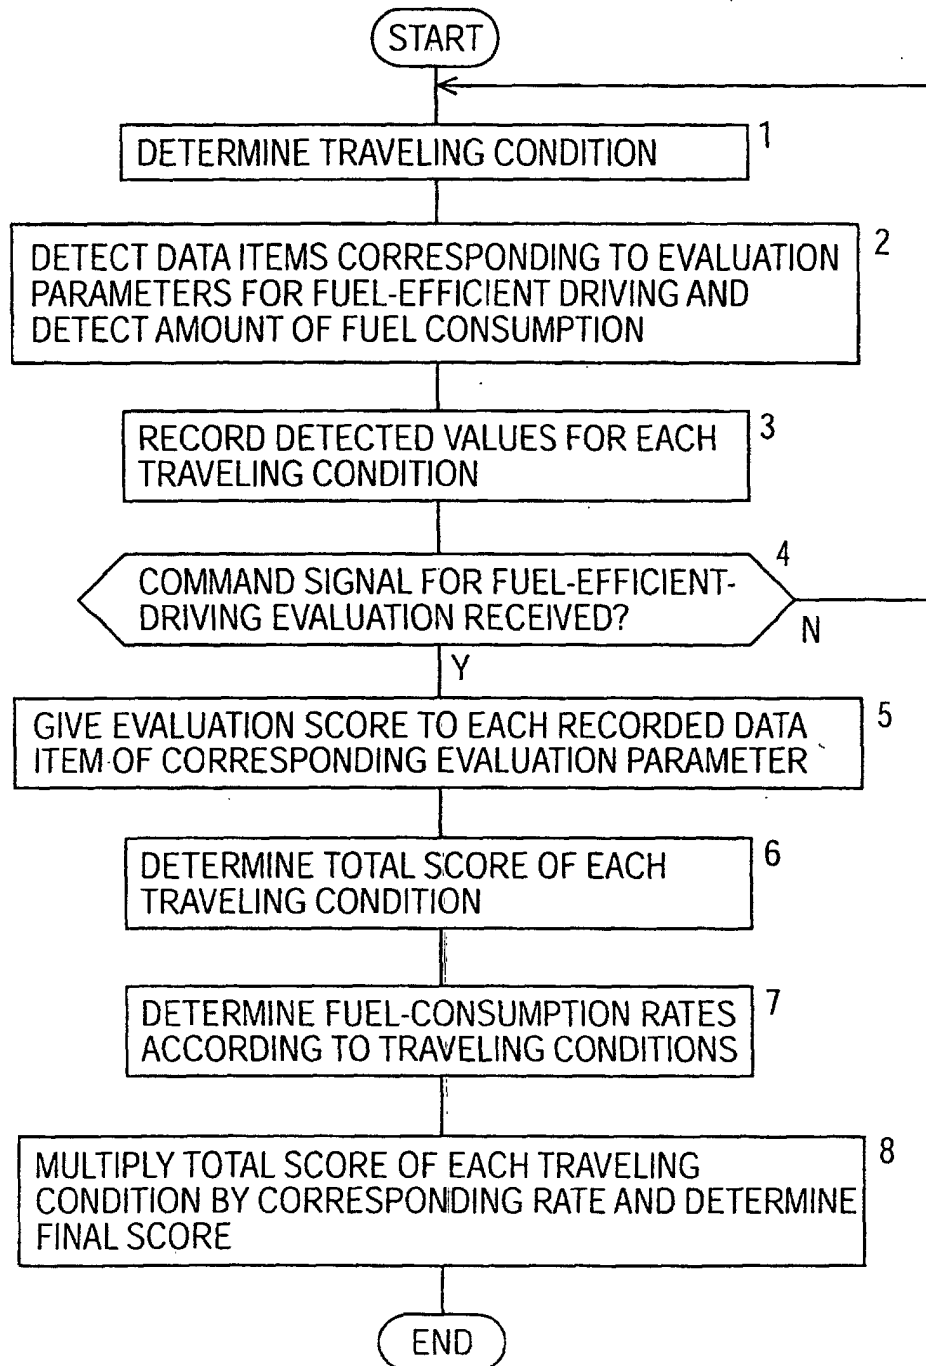 START
1
DETERMINE TRAVELING CONDITION
2
DETECT DATA ITEMS CORRESPONDING TO EVALUATION
PARAMETERS FOR FUEL-EFFICIENT DRIVING AND
DETECT AMOUNT OF FUEL CONSUMPTION
3
RECORD DETECTED VALUES FOR EACH
TRAVELING CONDITION
4
COMMAND SIGNAL FOR FUEL-EFFICIENT-
DRIVING EVALUATION RECEIVED?
N
Y
5
GIVE EVALUATION SCORE TO EACH RECORDED DATA
ITEM OF CORRESPONDING EVALUATION PARAMETER
6
DETERMINE TOTAL SCORE OF EACH
TRAVELING CONDITION
7
DETERMINE FUEL-CONSUMPTION RATES
ACCORDING TO TRAVELING CONDITIONS
8
MULTIPLY TOTAL SCORE OF EACH TRAVELING
CONDITION BY CORRESPONDING RATE AND DETERMINE
FINAL SCORE
END